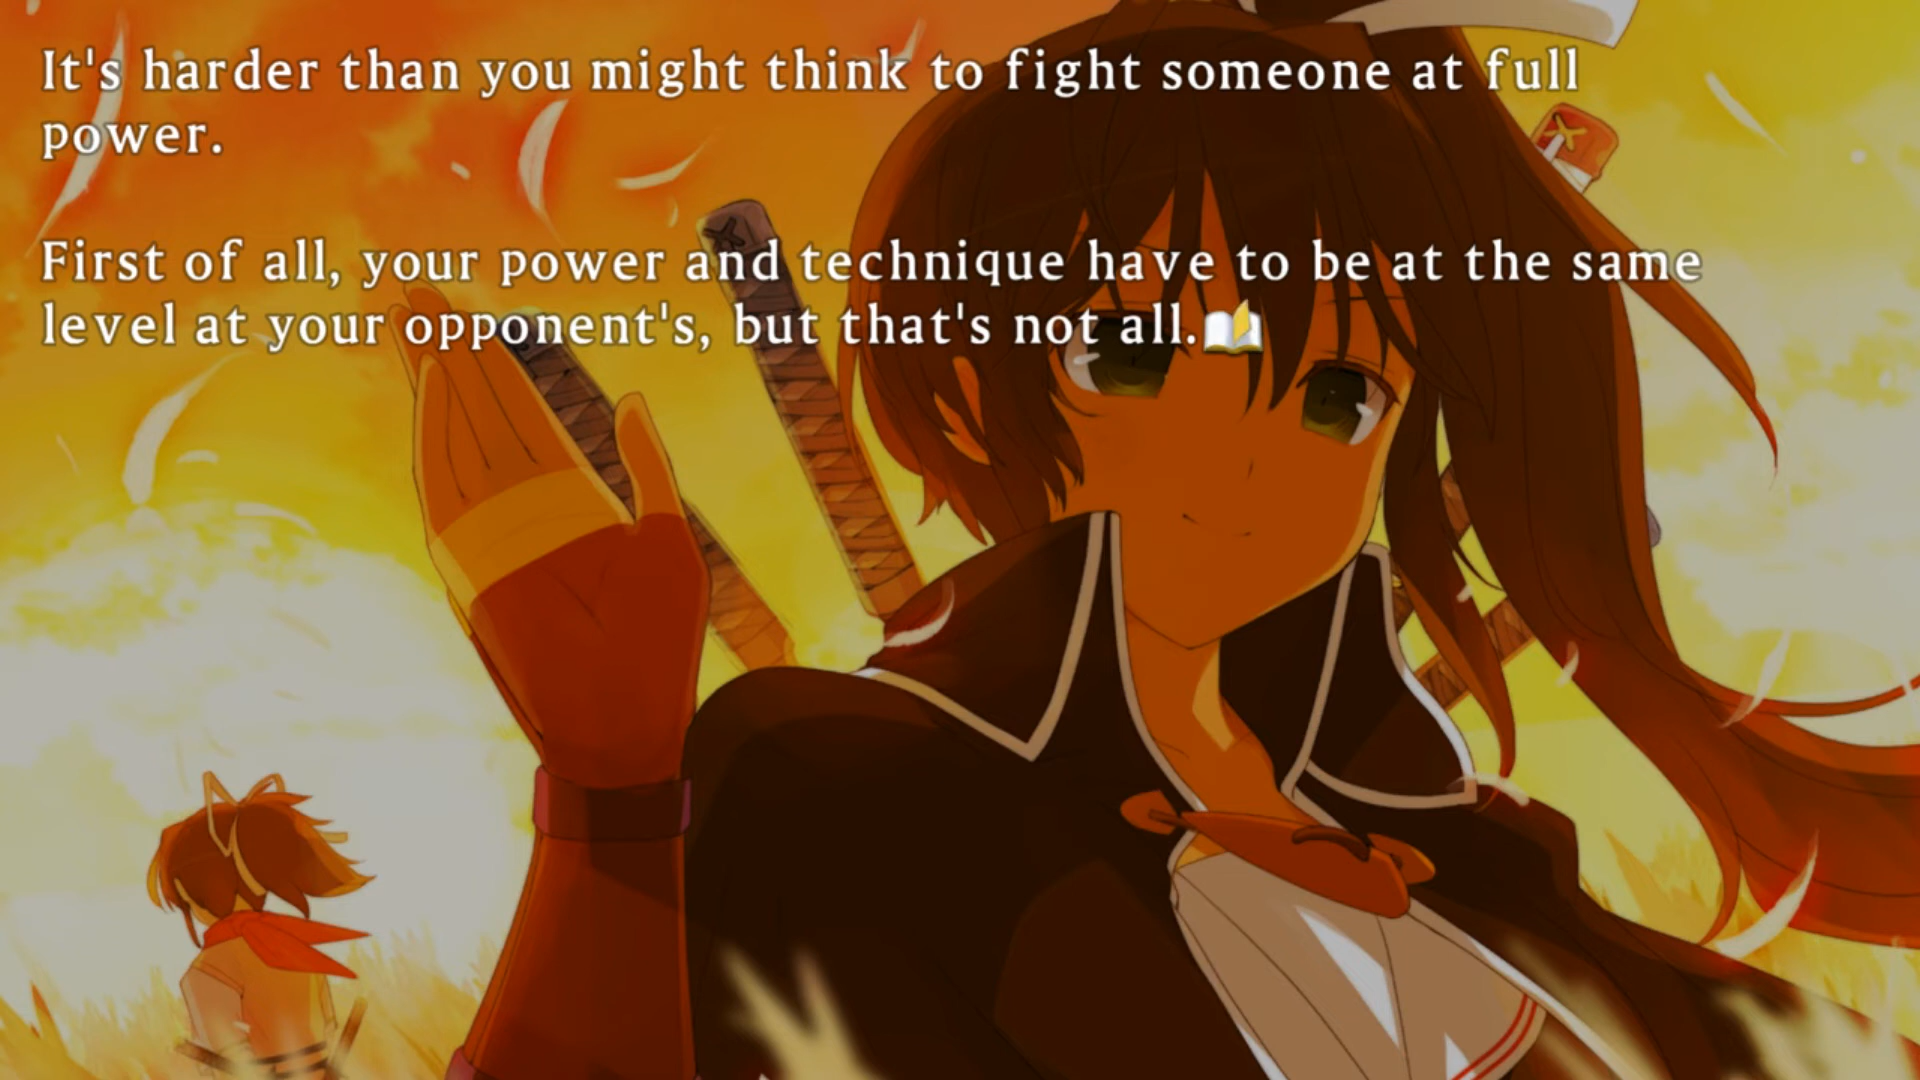 It's harder than you might think to fight someone at full
power.
First of all, your power and technique have to be at the same
level at your opponent's, but that's not all.